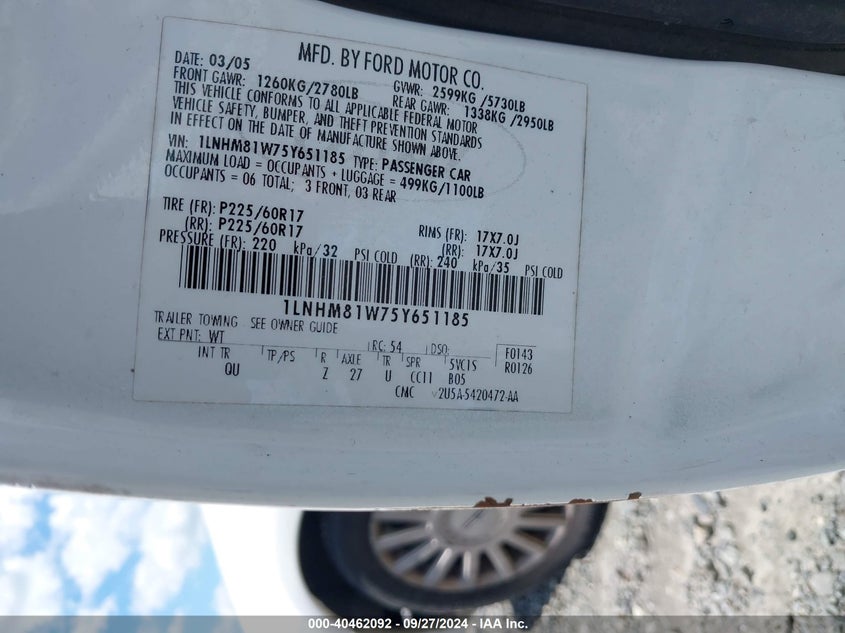 MFD. BY FORD MOTOR CO.
DATE: 03/05 GVWR: 2599KG/5730LB
FRONT GAWR: 1260KG/2780LB REAR GAWR: 1338KG/2950LB
THIS VEHICLE CONFORMS TO ALL APPLICABLE FEDERAL MOTOR
VEHICLE SAFETY, BUMPER, AND THEFT PREVENTION STANDARDS
IN EFFECT ON THE DATE OF MANUFACTURE SHOWN ABOVE.
VIN: 1LNHM81W75Y651185 TYPE: PASSENGER CAR
MAXIMUM LOAD = OCCUPANTS + LUGGAGE = 499KG/1100LB
OCCUPANTS = 06 TOTAL; 3 FRONT, 03 REAR
TIRE (FR): P225/60R17 RIMS (FR): 17X7.0J
(RR): P225/60R17 (RR): 17X7.0J
PRESSURE (FR): 220 kPa/32 PSI COLD (RR): 240 kPa/35 PSI COLD
1LNHM81W75Y651185
TRAILER TOWING SEE OWNER GUIDE
EXT PNT: WT RC: 54 DSO: F0143
INT TR TP/PS R AXLE TR SPR SVC1S R0126
QU Z 27 U CC11 B05
CMC V2U5A-5420472-AA
000-40462092 - 09/27/2024 - IAA Inc.